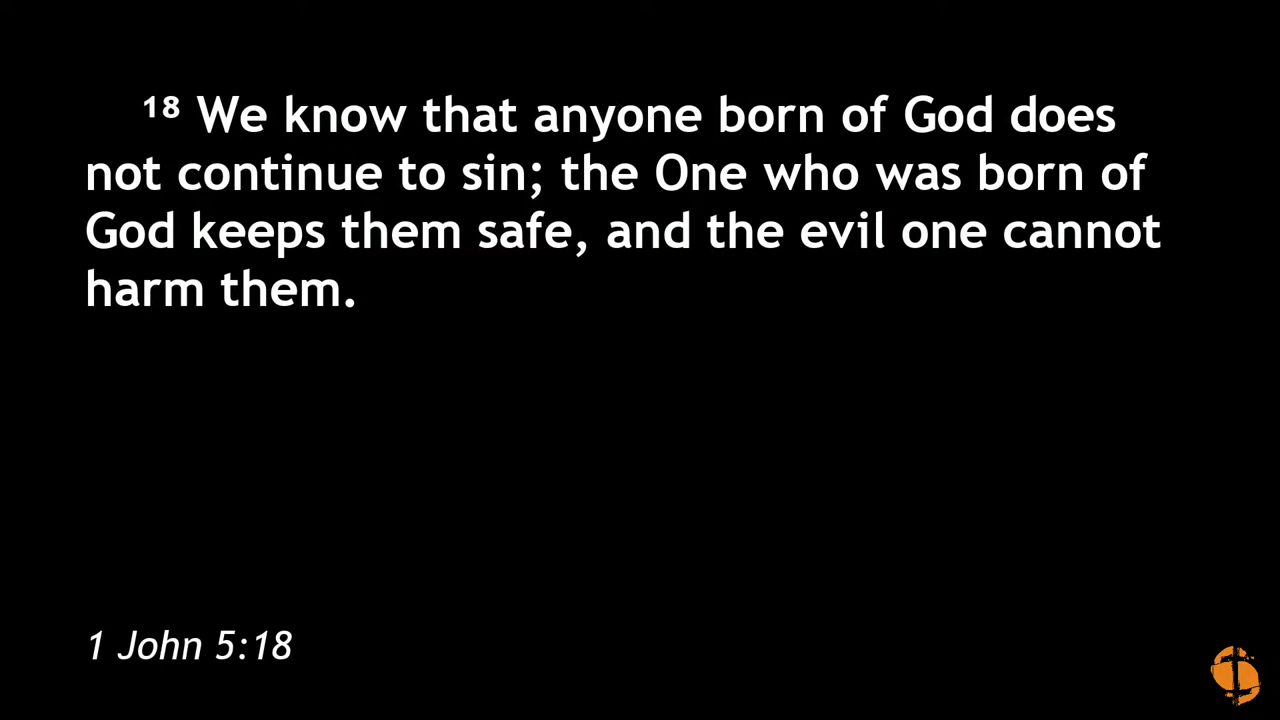 ¹⁸ We know that anyone born of God does
not continue to sin; the One who was born of
God keeps them safe, and the evil one cannot
harm them.
1 John 5:18